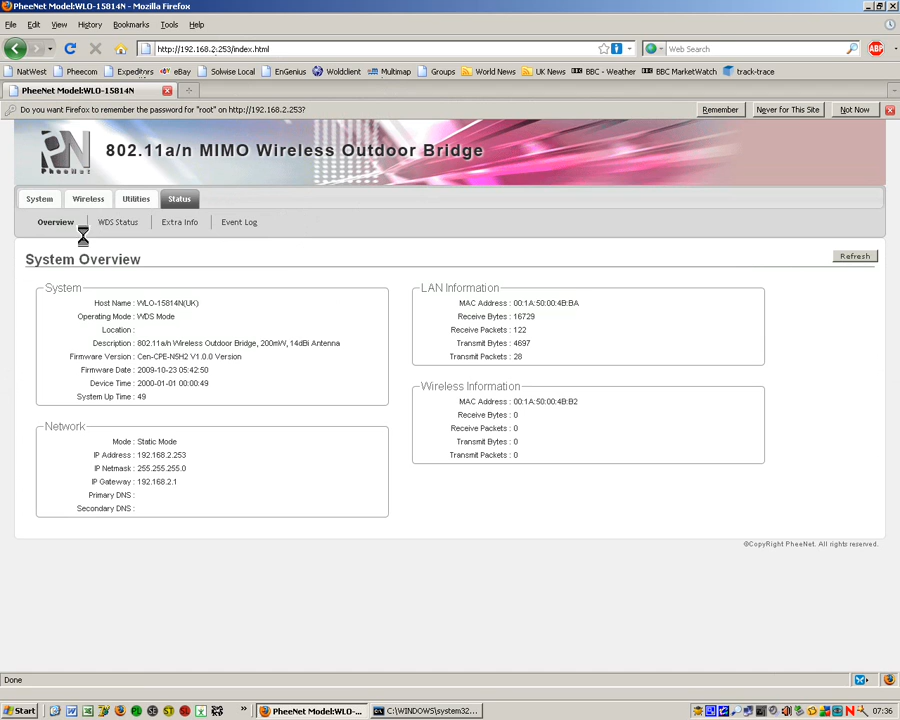 PheeNet Model:WLO-15814N - Mozilla Firefox
File Edit View History Bookmarks Tools Help
http://192.168.2.253/index.html
Web Search
ABP
NatWest Pheecom Expeditnrs eBay Solwise Local EnGenius Woldclient Multimap Groups World News UK News BBC - Weather BBC MarketWatch track-trace
PheeNet Model:WLO-15814N
Do you want Firefox to remember the password for "root" on http://192.168.2.253?
Remember Never for This Site Not Now
PN
PheeNet
802.11a/n MIMO Wireless Outdoor Bridge
System Wireless Utilities Status
Overview WDS Status Extra Info Event Log
System Overview
Refresh
System
Host Name : WLO-15814N(UK)
Operating Mode : WDS Mode
Location :
Description : 802.11a/n Wireless Outdoor Bridge, 200mW, 14dBi Antenna
Firmware Version : Cen-CPE-N5H2 V1.0.0 Version
Firmware Date : 2009-10-23 05:42:50
Device Time : 2000-01-01 00:00:49
System Up Time : 49
Network
Mode : Static Mode
IP Address : 192.168.2.253
IP Netmask : 255.255.255.0
IP Gateway : 192.168.2.1
Primary DNS :
Secondary DNS :
LAN Information
MAC Address : 00:1A:50:00:4B:BA
Receive Bytes : 16729
Receive Packets : 122
Transmit Bytes : 4697
Transmit Packets : 28
Wireless Information
MAC Address : 00:1A:50:00:4B:B2
Receive Bytes : 0
Receive Packets : 0
Transmit Bytes : 0
Transmit Packets : 0
©CopyRight PheeNet. All rights reserved.
Done
Start
PheeNet Model:WLO-...
C:\WINDOWS\system32...
07:36